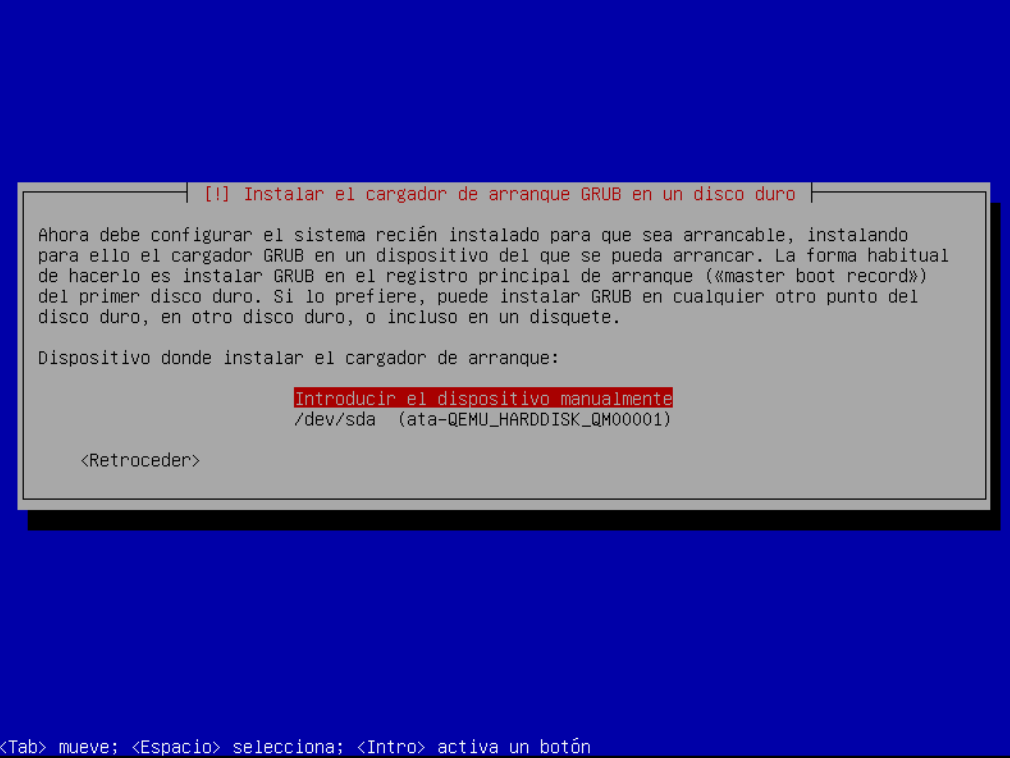 [!] Instalar el cargador de arranque GRUB en un disco duro
Ahora debe configurar el sistema recién instalado para que sea arrancable, instalando
para ello el cargador GRUB en un dispositivo del que se pueda arrancar. La forma habitual
de hacerlo es instalar GRUB en el registro principal de arranque («master boot record»)
del primer disco duro. Si lo prefiere, puede instalar GRUB en cualquier otro punto del
disco duro, en otro disco duro, o incluso en un disquete.
Dispositivo donde instalar el cargador de arranque:
Introducir el dispositivo manualmente
/dev/sda  (ata-QEMU_HARDDISK_QM00001)
<Retroceder>
<Tab> mueve; <Espacio> selecciona; <Intro> activa un botón